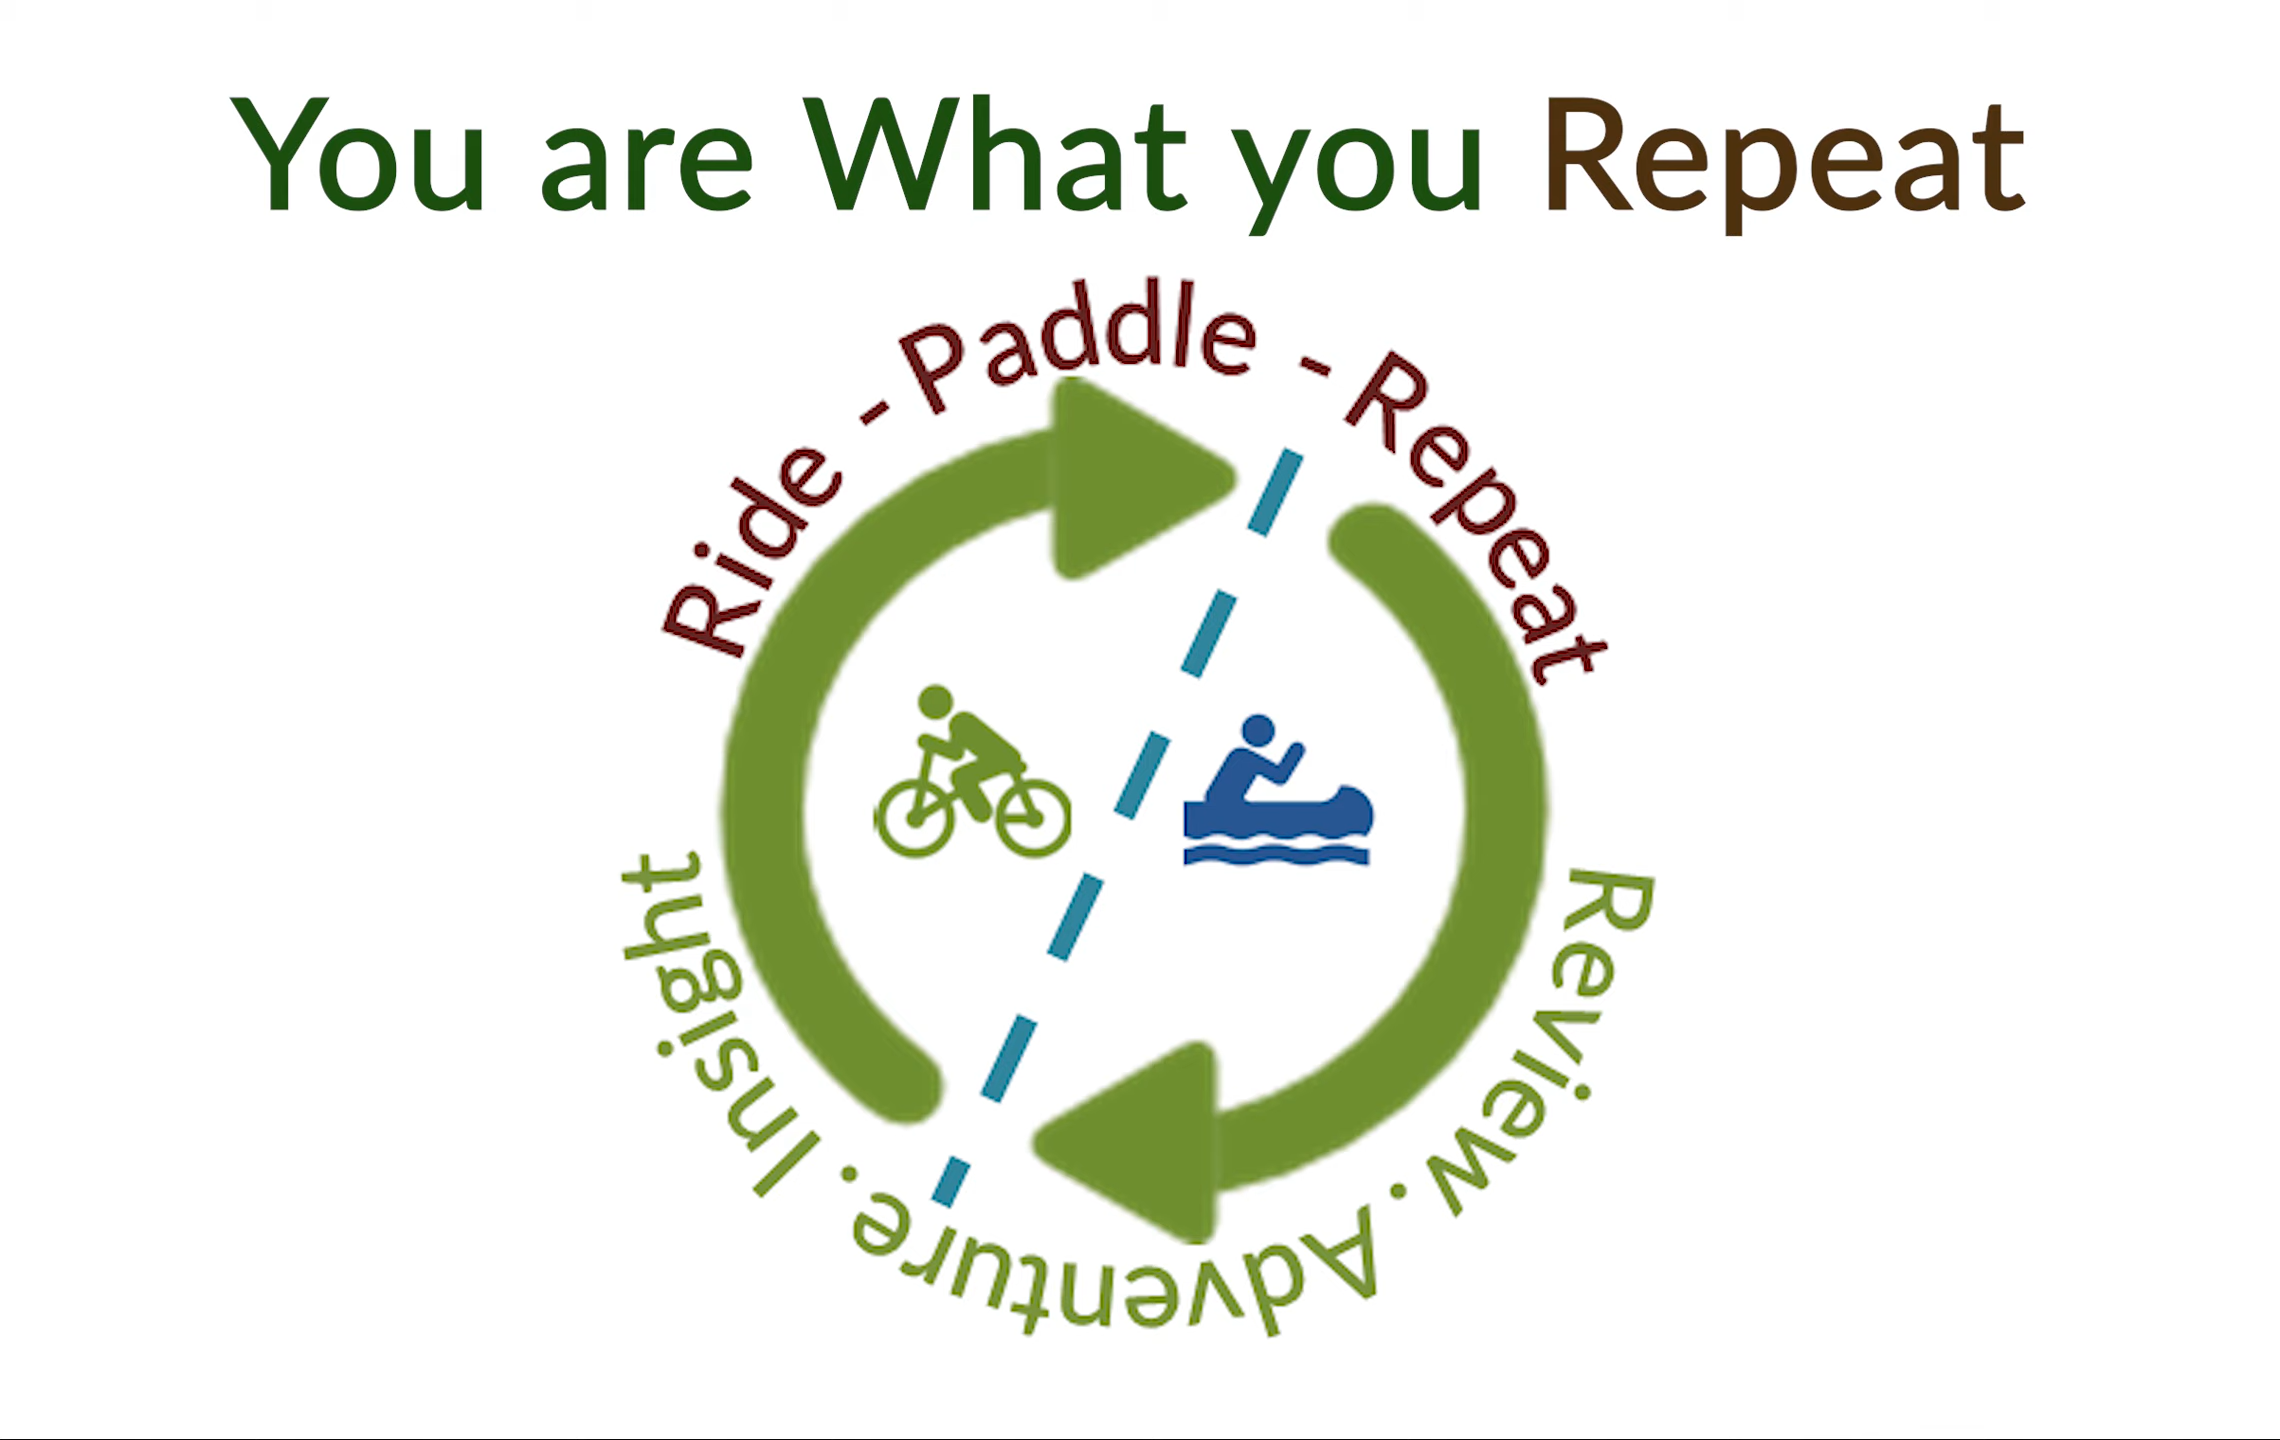 You are What you Repeat
Ride - Paddle - Repeat
Review . Adventure . Insight